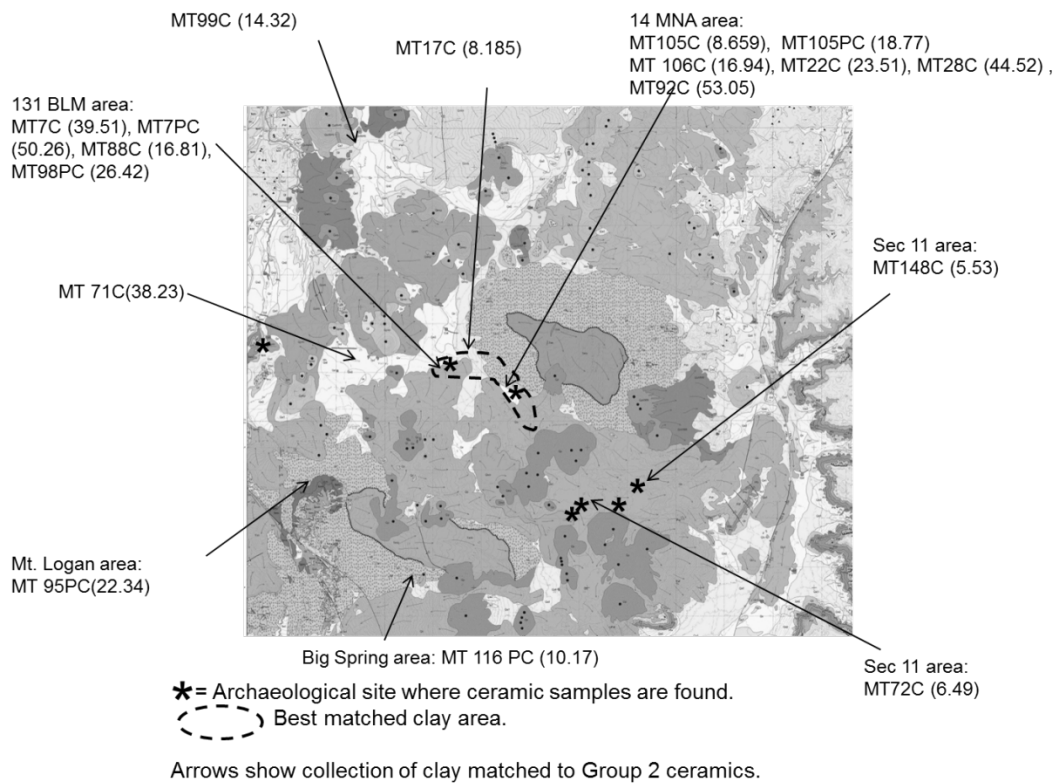 MT99C (14.32)
MT17C (8.185)
14 MNA area:
MT105C (8.659), MT105PC (18.77)
MT 106C (16.94), MT22C (23.51), MT28C (44.52) ,
MT92C (53.05)
131 BLM area:
MT7C (39.51), MT7PC
(50.26), MT88C (16.81),
MT98PC (26.42)
Sec 11 area:
MT148C (5.53)
MT 71C(38.23)
Mt. Logan area:
MT 95PC(22.34)
Big Spring area: MT 116 PC (10.17)
Sec 11 area:
MT72C (6.49)
*= Archaeological site where ceramic samples are found.
Best matched clay area.
Arrows show collection of clay matched to Group 2 ceramics.